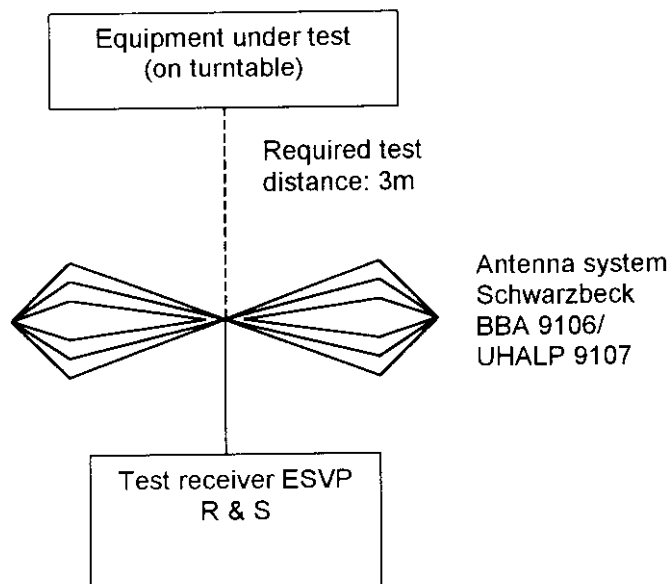 Equipment under test
(on turntable)
Required test
distance: 3m
Antenna system
Schwarzbeck
BBA 9106/
UHALP 9107
Test receiver ESVP
R & S